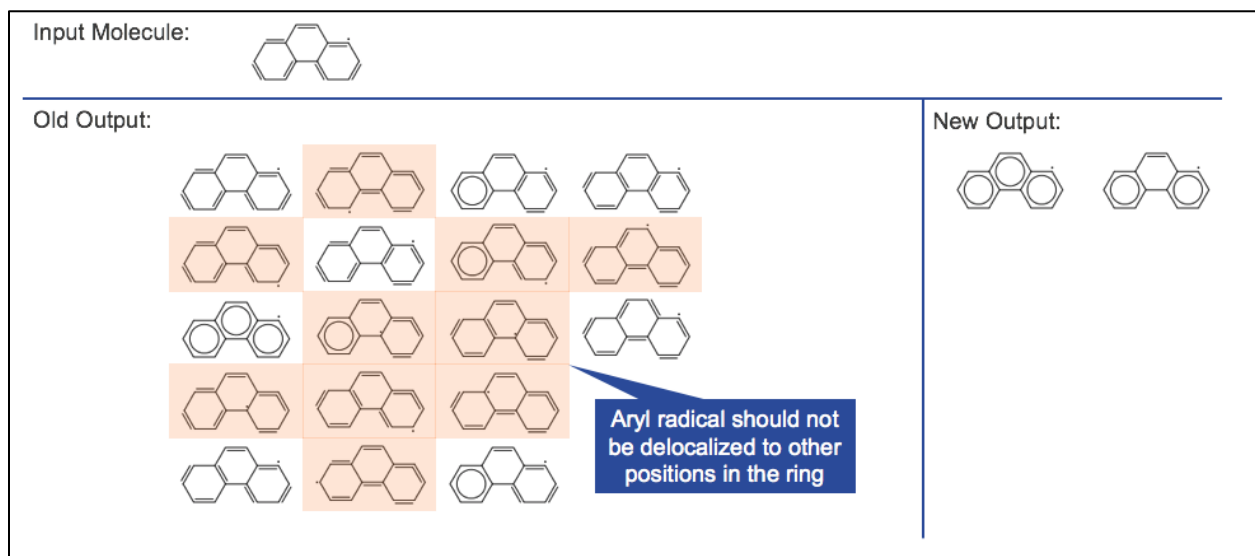 Input Molecule:
Old Output:
New Output:
Aryl radical should not
be delocalized to other
positions in the ring